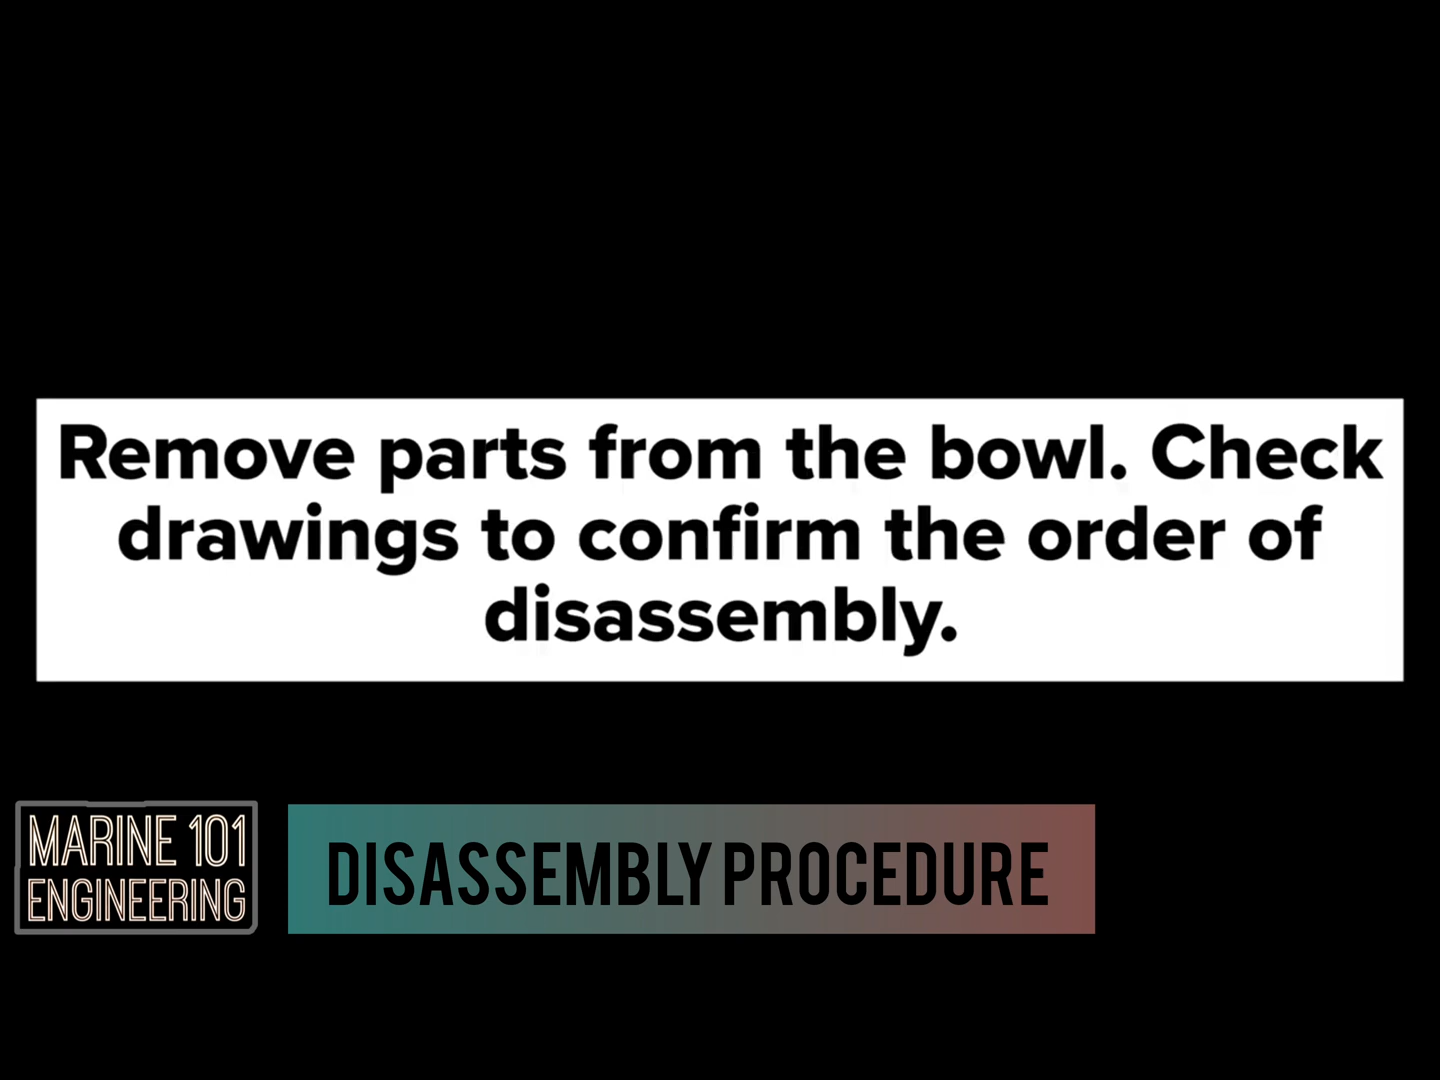 Remove parts from the bowl. Check
drawings to confirm the order of
disassembly.
MARINE 101
ENGINEERING
DISASSEMBLY PROCEDURE